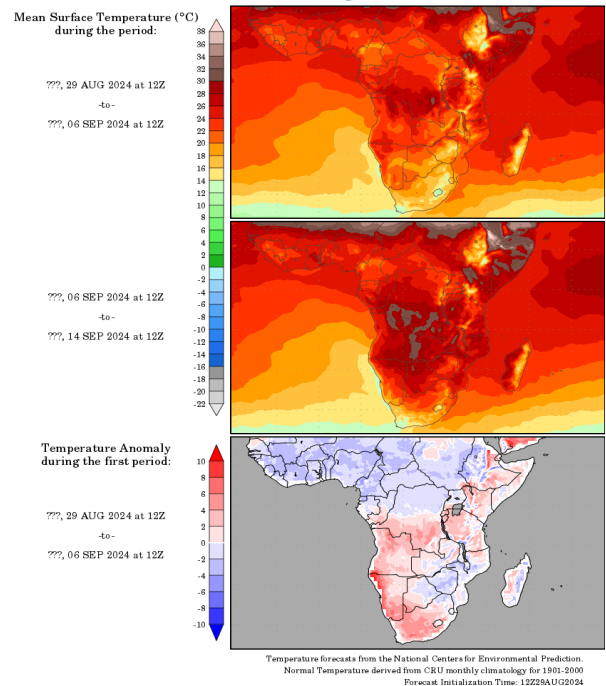 Mean Surface Temperature (°C)
during the period:
???, 29 AUG 2024 at 12Z
-to-
???, 06 SEP 2024 at 12Z
38
36
34
32
30
28
26
24
22
20
18
16
14
12
10
8
6
4
2
0
-2
-4
-6
-8
-10
-12
-14
-16
-18
-20
-22
???, 06 SEP 2024 at 12Z
-to-
???, 14 SEP 2024 at 12Z
Temperature Anomaly
during the first period:
???, 29 AUG 2024 at 12Z
-to-
???, 06 SEP 2024 at 12Z
10
8
6
4
2
0
-2
-4
-6
-8
-10
Temperature forecasts from the National Centers for Environmental Prediction.
Normal Temperature derived from CRU monthly climatology for 1901-2000
Forecast Initialization Time: 12Z29AUG2024